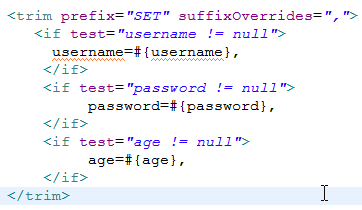 <trim prefix="SET" suffixOverrides=",">
<if test="username != null">
username=#{username},
</if>
<if test="password != null">
password=#{password},
</if>
<if test="age != null">
age=#{age},
</if>
</trim>